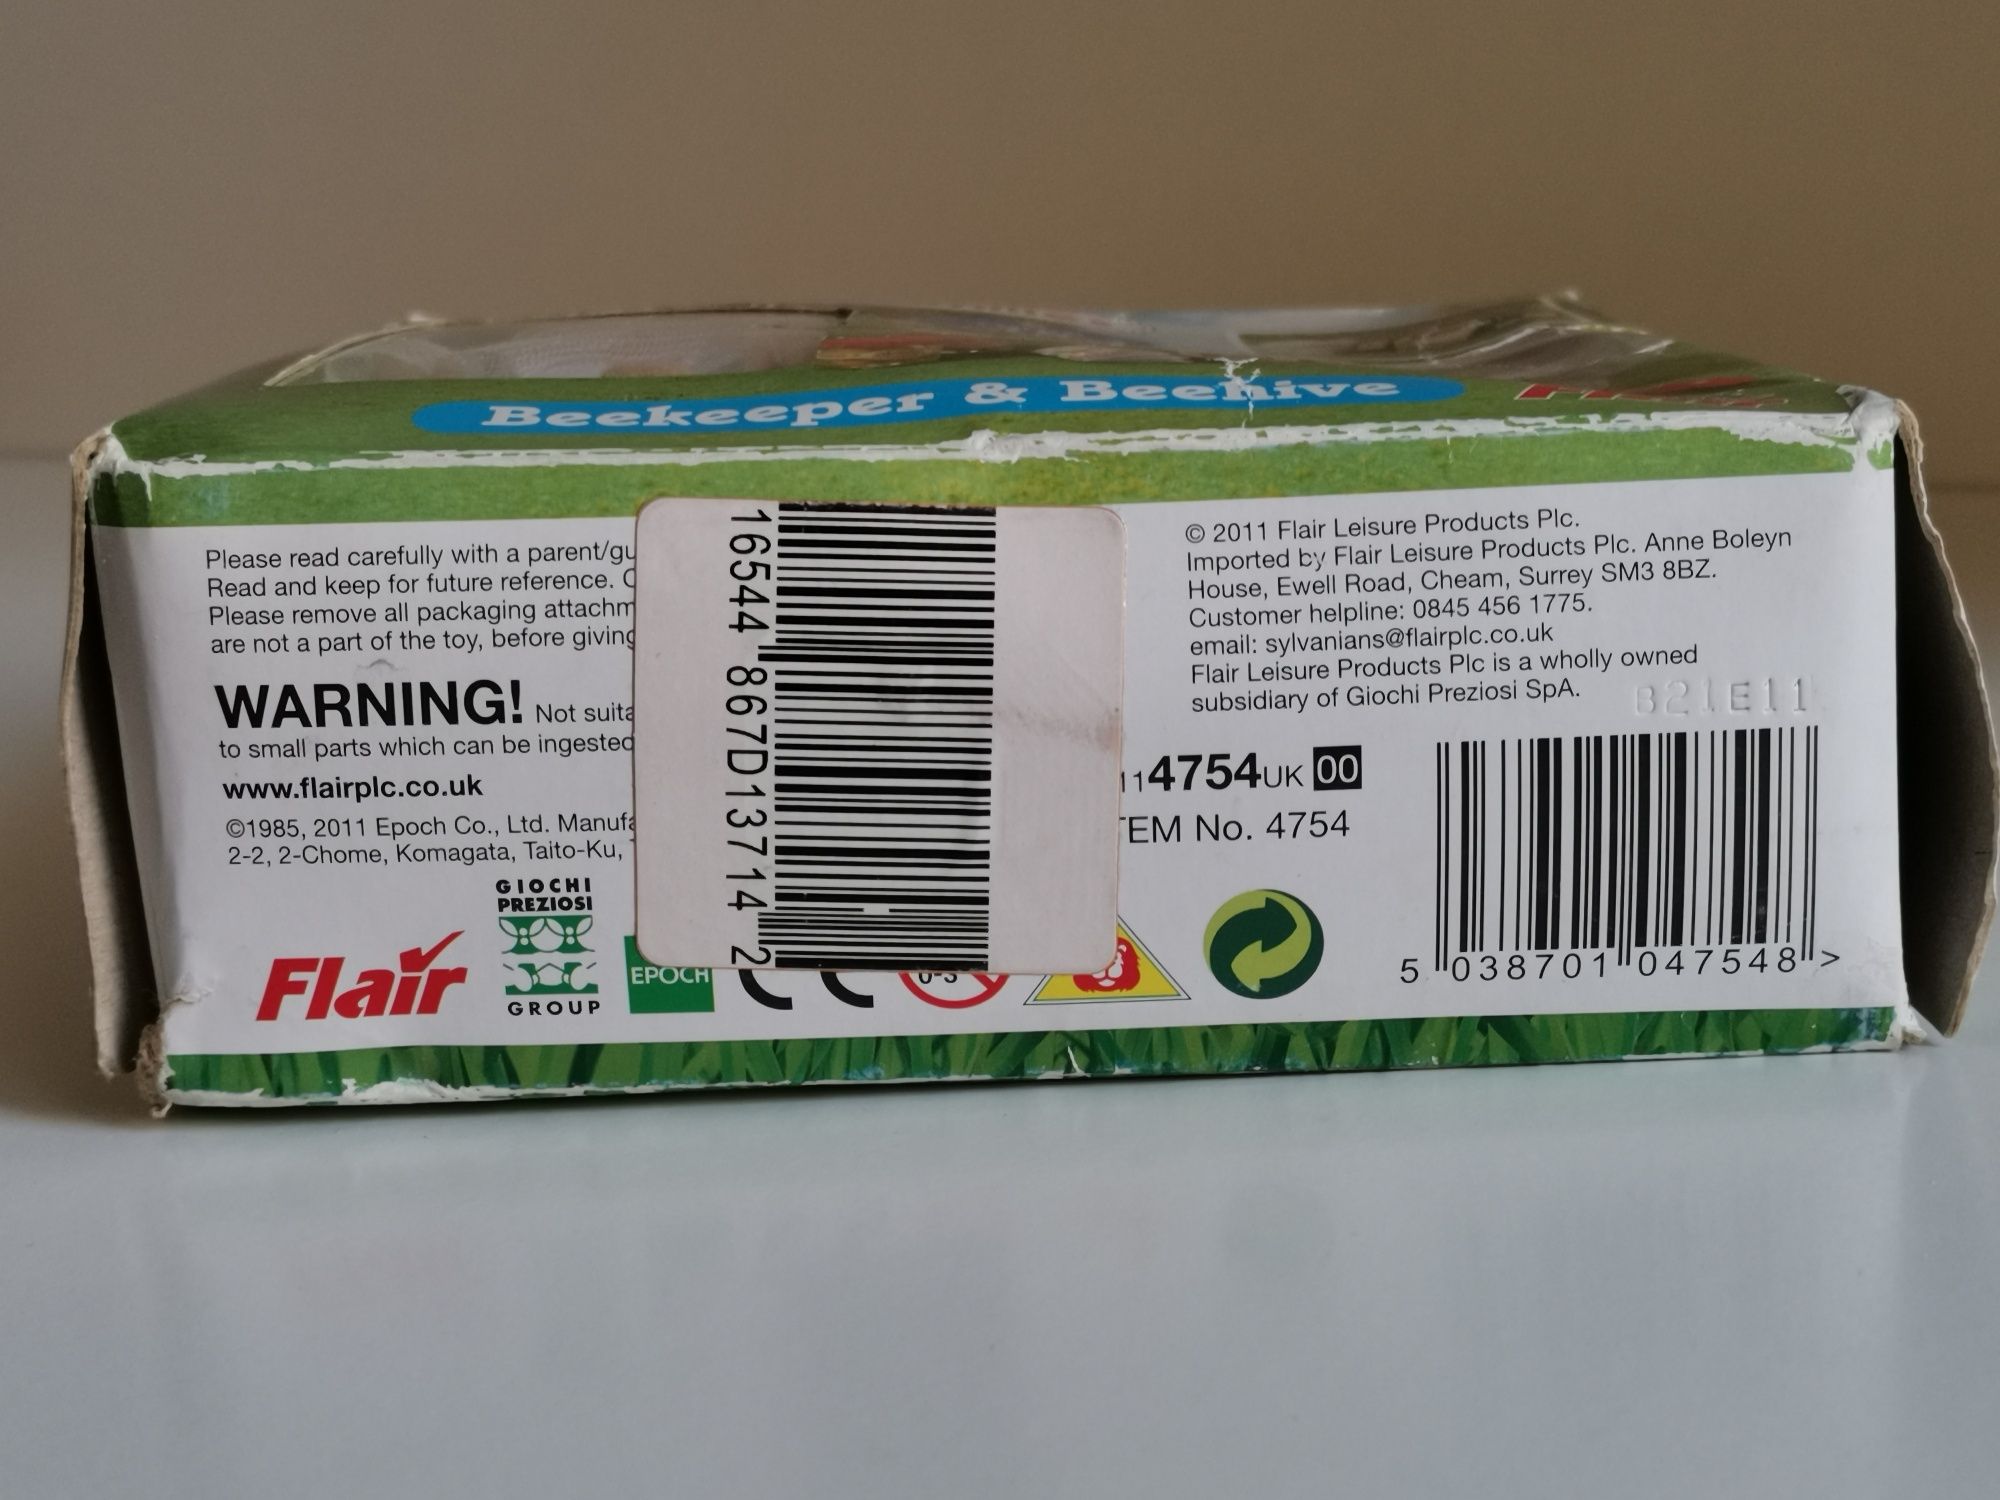 Beekeeper & Beehive
Please read carefully with a parent/gu
Read and keep for future reference. C
Please remove all packaging attachm
are not a part of the toy, before giving
WARNING! Not suita
to small parts which can be ingested
www.flairplc.co.uk
©1985, 2011 Epoch Co., Ltd. Manufa
2-2, 2-Chome, Komagata, Taito-Ku,
Flair
GIOCHI
PREZIOSI
GROUP
EPOCH
0-3
16544 867D13714 2
© 2011 Flair Leisure Products Plc.
Imported by Flair Leisure Products Plc. Anne Boleyn
House, Ewell Road, Cheam, Surrey SM3 8BZ.
Customer helpline: 0845 456 1775.
email: sylvanians@flairplc.co.uk
Flair Leisure Products Plc is a wholly owned
subsidiary of Giochi Preziosi SpA.
B21E11
114754UK 00
TEM No. 4754
5 038701 047548 >